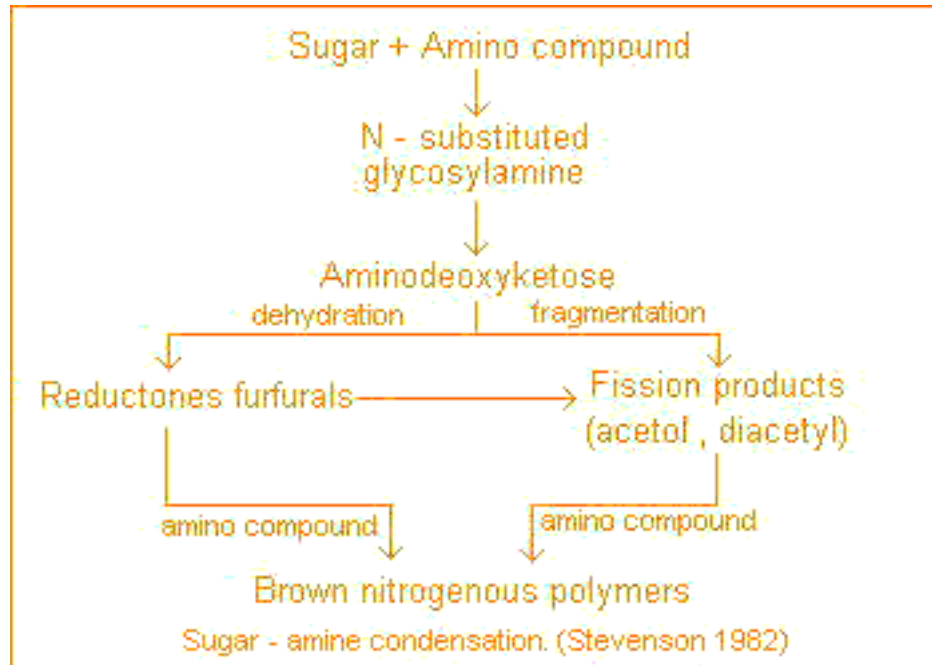 Sugar + Amino compound
N - substituted
glycosylamine
Aminodeoxyketose
dehydration
fragmentation
Reductones furfurals
Fission products
(acetol , diacetyl)
amino compound
amino compound
Brown nitrogenous polymers
Sugar - amine condensation. (Stevenson 1982)